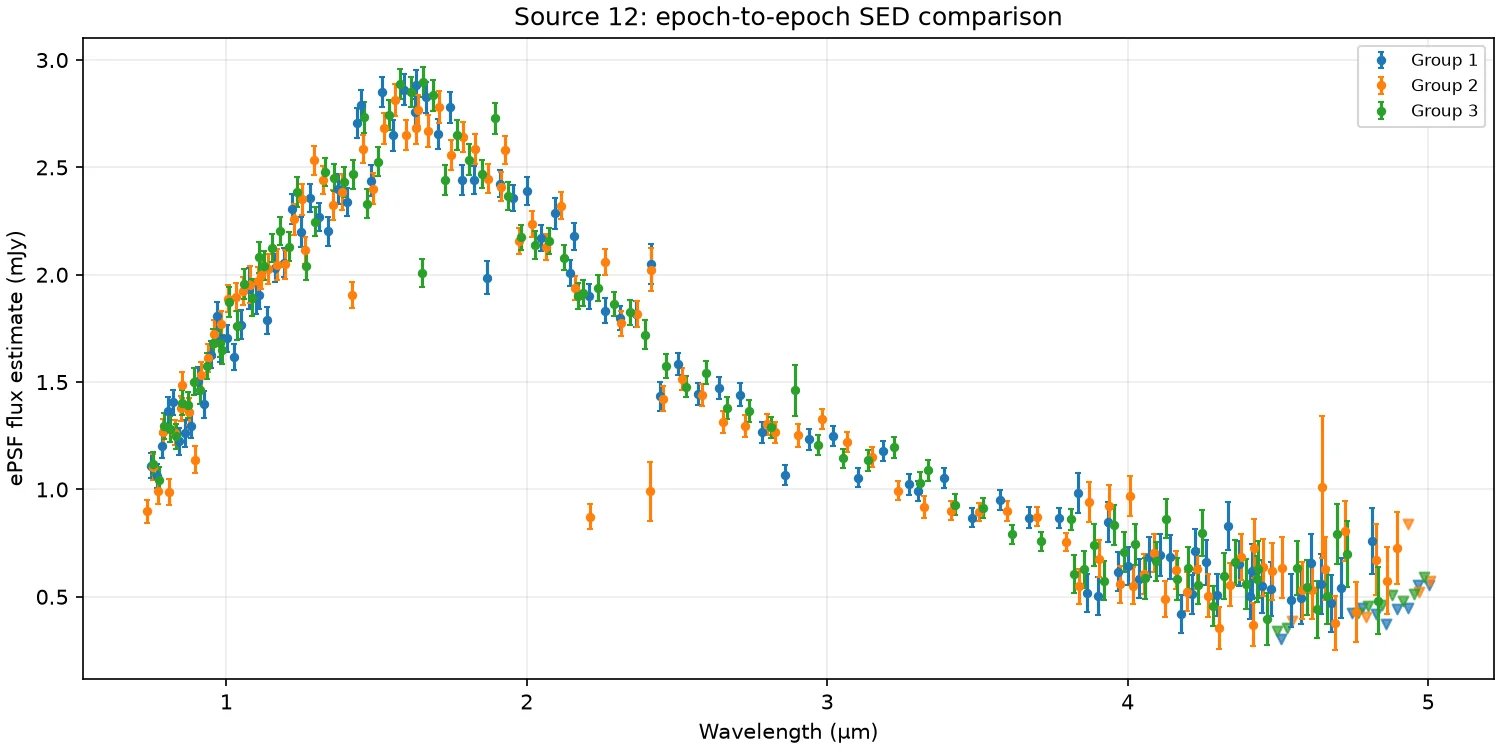 Source 12: epoch-to-epoch SED comparison
ePSF flux estimate (mJy)
3.0
2.5
2.0
1.5
1.0
0.5
Group 1
Group 2
Group 3
1 2 3 4 5
Wavelength (µm)